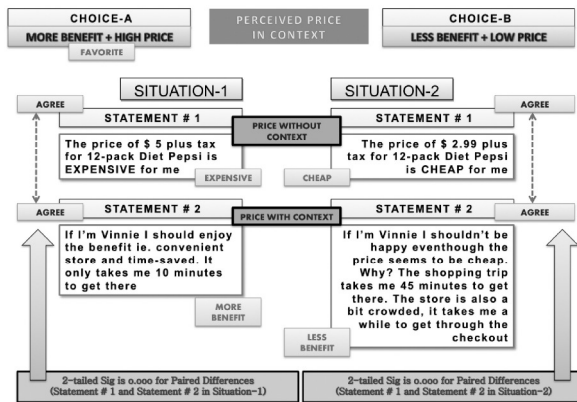 CHOICE-A
MORE BENEFIT + HIGH PRICE
FAVORITE
PERCEIVED PRICE
IN CONTEXT
CHOICE-B
LESS BENEFIT + LOW PRICE
SITUATION-1
SITUATION-2
AGREE
STATEMENT # 1
The price of $ 5 plus tax
for 12-pack Diet Pepsi is
EXPENSIVE for me
EXPENSIVE
PRICE WITHOUT
CONTEXT
STATEMENT # 1
The price of $ 2.99 plus
tax for 12-pack Diet Pepsi
is CHEAP for me
CHEAP
AGREE
AGREE
STATEMENT # 2
If I'm Vinnie I should enjoy
the benefit ie. convenient
store and time-saved. It
only takes me 10 minutes
to get there
MORE
BENEFIT
PRICE WITH CONTEXT
STATEMENT # 2
If I'm Vinnie I shouldn't be
happy eventhough the
price seems to be cheap.
Why? The shopping trip
takes me 45 minutes to get
there. The store is also a
bit crowded, it takes me a
while to get through the
checkout
LESS
BENEFIT
AGREE
2-tailed Sig is 0.000 for Paired Differences
(Statement # 1 and Statement # 2 in Situation-1)
2-tailed Sig is 0.000 for Paired Differences
(Statement # 1 and Statement # 2 in Situation-2)